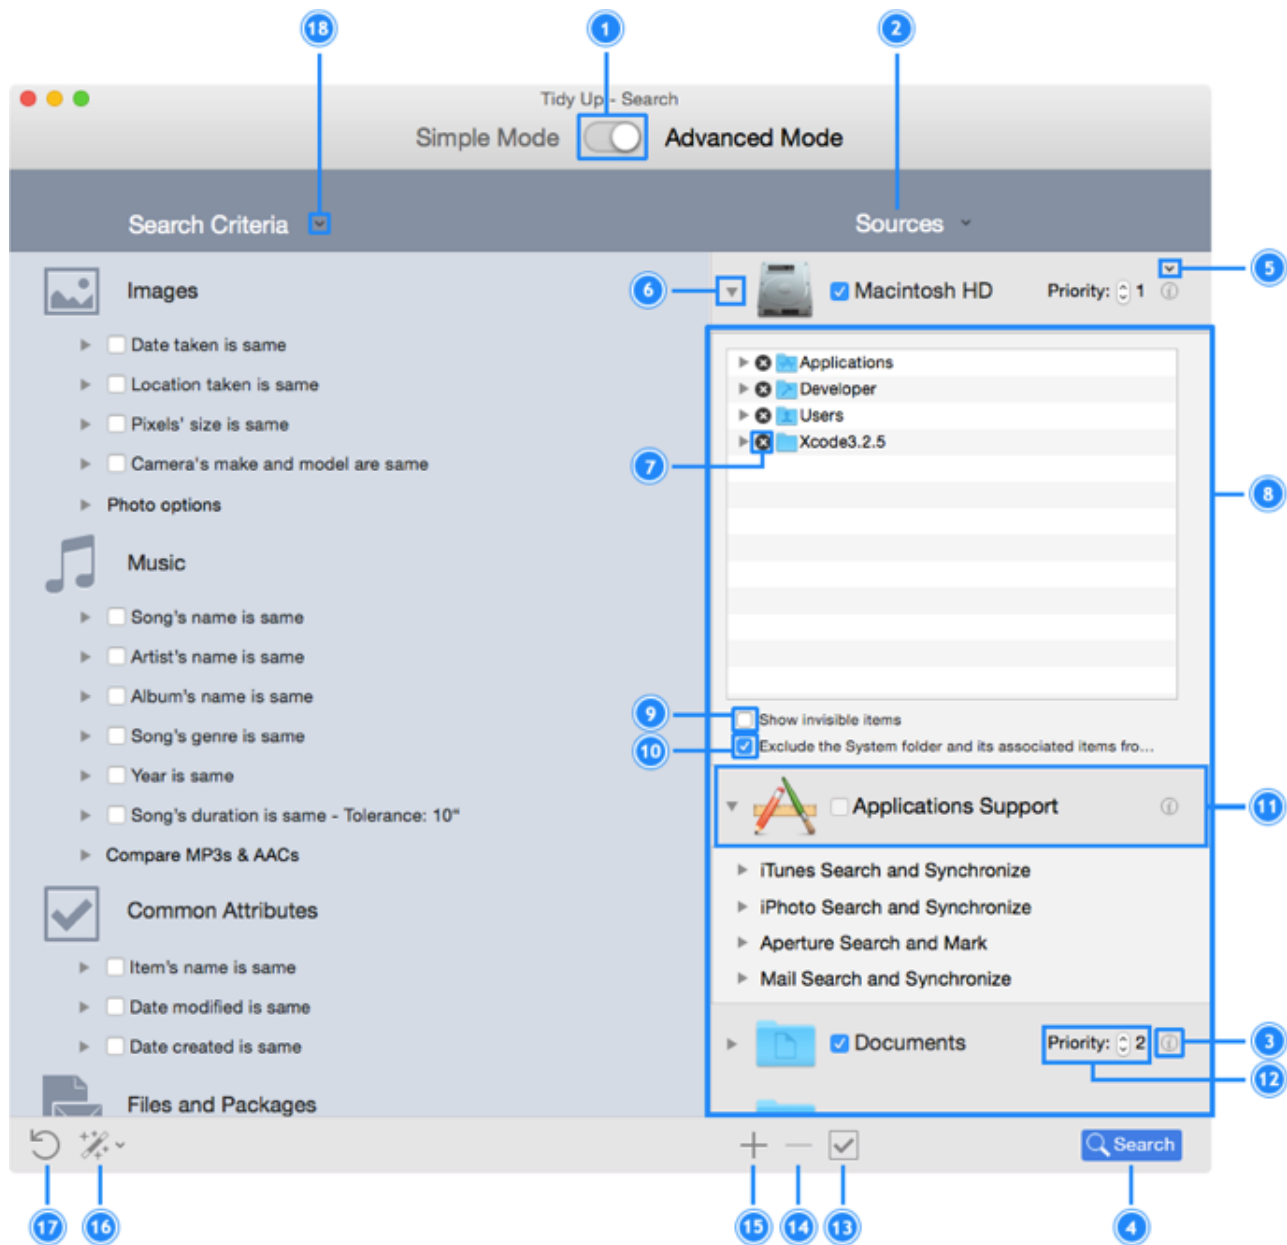 18
1
2
Tidy Up - Search
Simple Mode
Advanced Mode
Search Criteria
Sources
5
Images
6
Macintosh HD
Priority: 1
Date taken is same
Location taken is same
Pixels' size is same
Camera's make and model are same
Photo options
Applications
Developer
Users
Xcode3.2.5
7
8
Music
Song's name is same
Artist's name is same
Album's name is same
Song's genre is same
Year is same
Song's duration is same - Tolerance: 10"
Compare MP3s & AACs
9
Show invisible items
10
Exclude the System folder and its associated items fro...
Applications Support
11
iTunes Search and Synchronize
iPhoto Search and Synchronize
Aperture Search and Mark
Mail Search and Synchronize
Common Attributes
Item's name is same
Date modified is same
Date created is same
Documents
Priority: 2
3
12
Files and Packages
Search
17
16
15
14
13
4